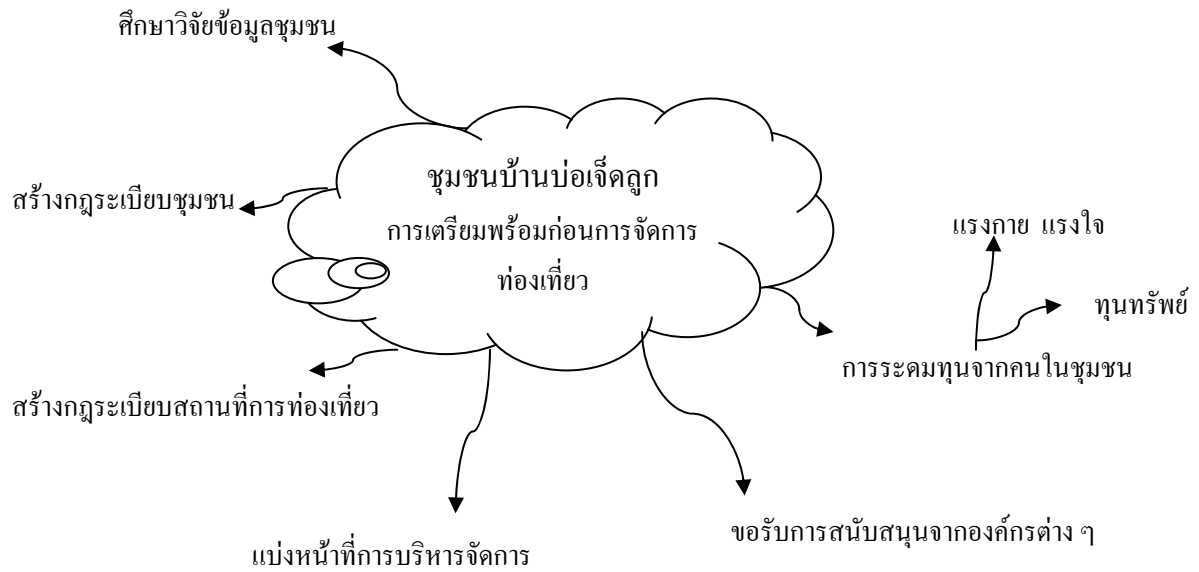 ศึกษาวิจัยข้อมูลชุมชน
ชุมชนบ้านบ่อเจ็ดลูก
การเตรียมพร้อมก่อนการจัดการ
ท่องเที่ยว
สร้างกฎระเบียบชุมชน
แรงกาย แรงใจ
ทุนทรัพย์
การระดมทุนจากคนในชุมชน
สร้างกฎระเบียบสถานที่การท่องเที่ยว
ขอรับการสนับสนุนจากองค์กรต่าง ๆ
แบ่งหน้าที่การบริหารจัดการ